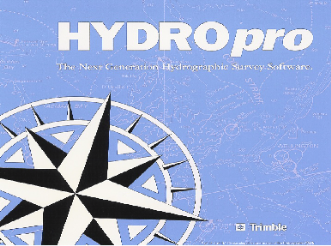 HYDROpro
The Next Generation Hydrographic Survey Software.
Trimble